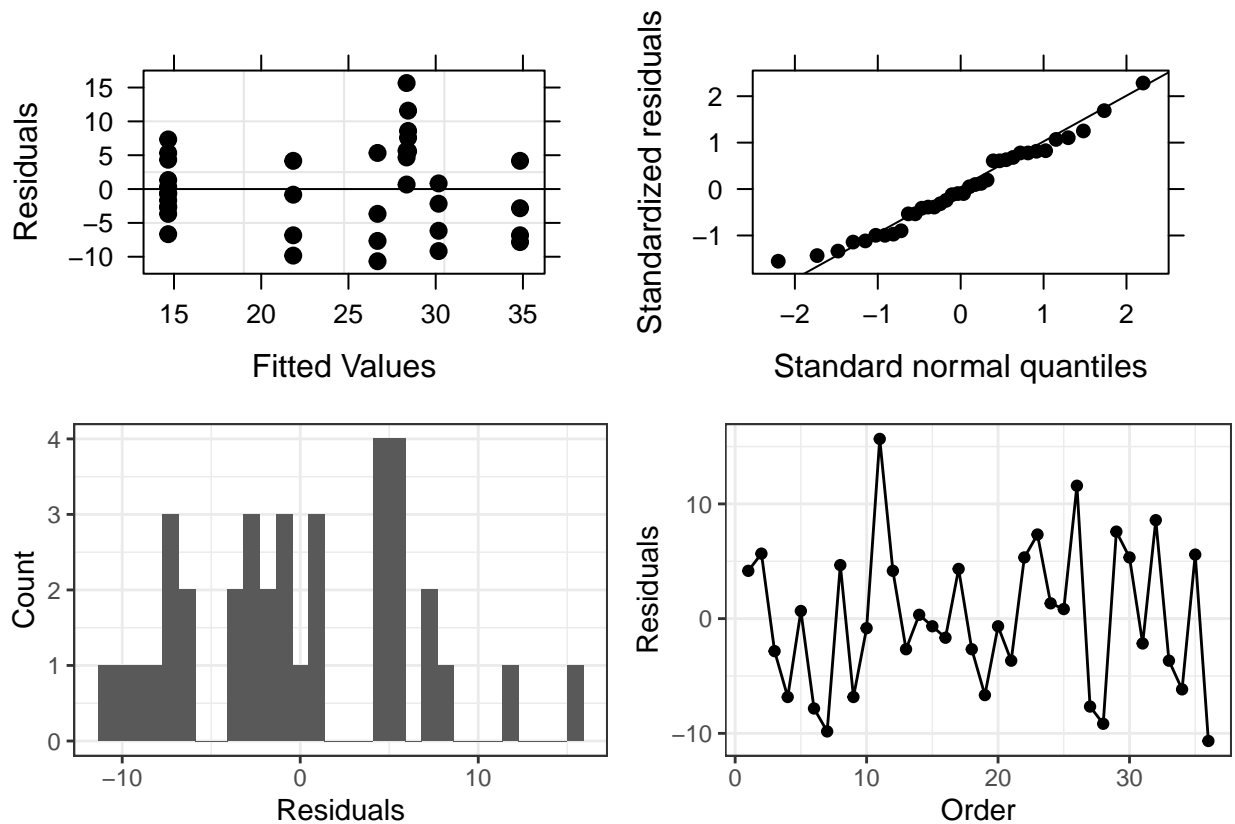 Residuals
15
10
5
0
−5
−10
15 20 25 30 35
Fitted Values
Standardized residuals
2
1
0
−1
−2 −1 0 1 2
Standard normal quantiles
Count
4
3
2
1
0
−10 0 10
Residuals
Residuals
10
0
−10
0 10 20 30
Order